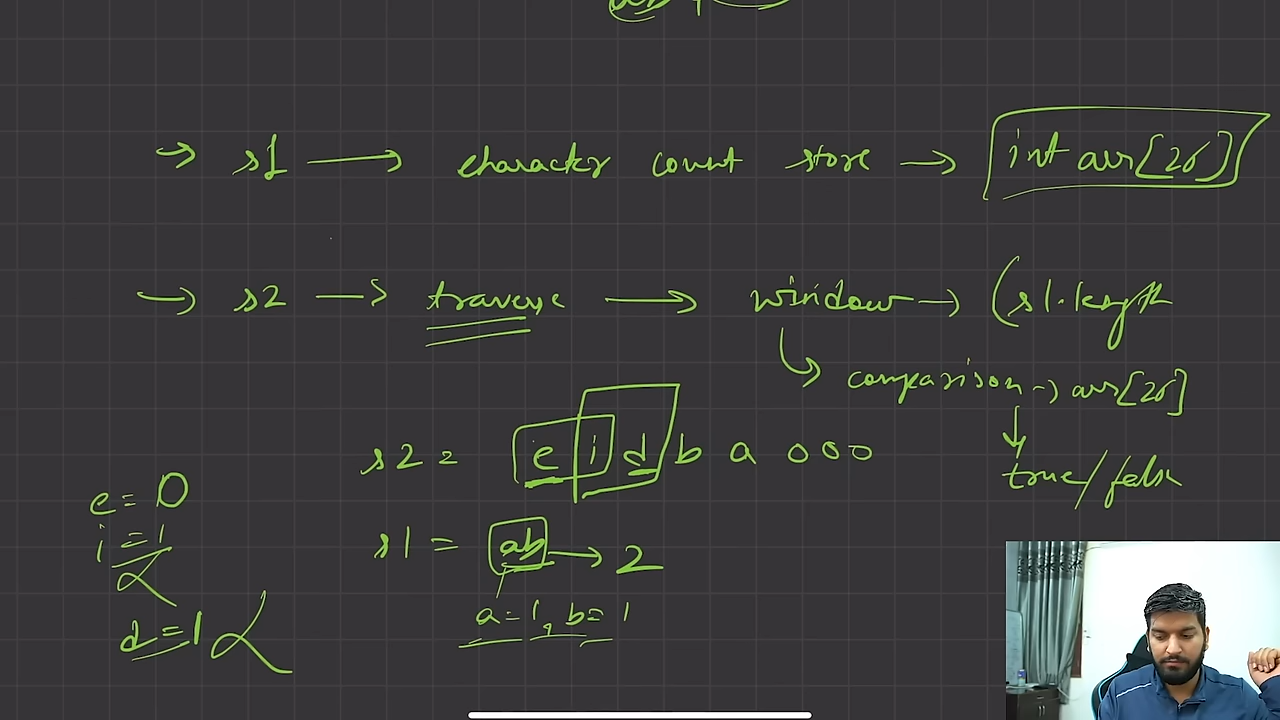 → s1 → character count store → int arr[26]
→ s2 → traverse → window → (s1.length
↳ comparison → arr[26]
↓
true/false
s2 = e i d b a o o o
s1 = ab → 2
a=1, b=1
e = 0
i = 1
d = 1